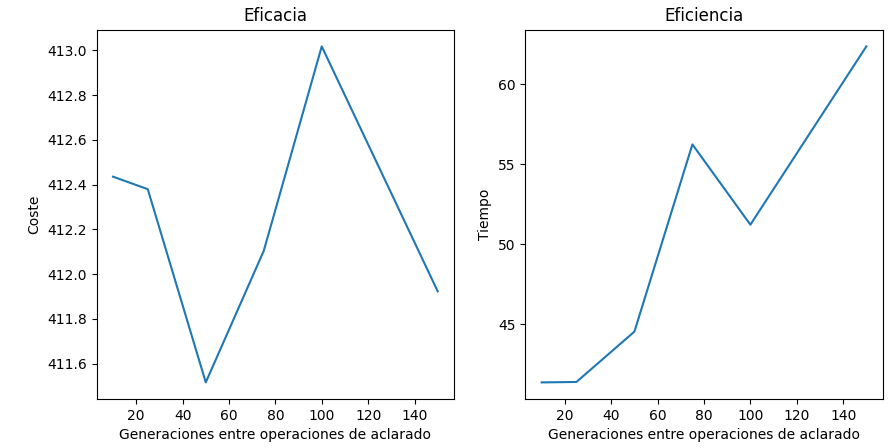 Eficacia
413.0
412.8
412.6
412.4
412.2
412.0
411.8
411.6
Coste
20 40 60 80 100 120 140
Generaciones entre operaciones de aclarado
Eficiencia
60
55
50
45
Tiempo
20 40 60 80 100 120 140
Generaciones entre operaciones de aclarado